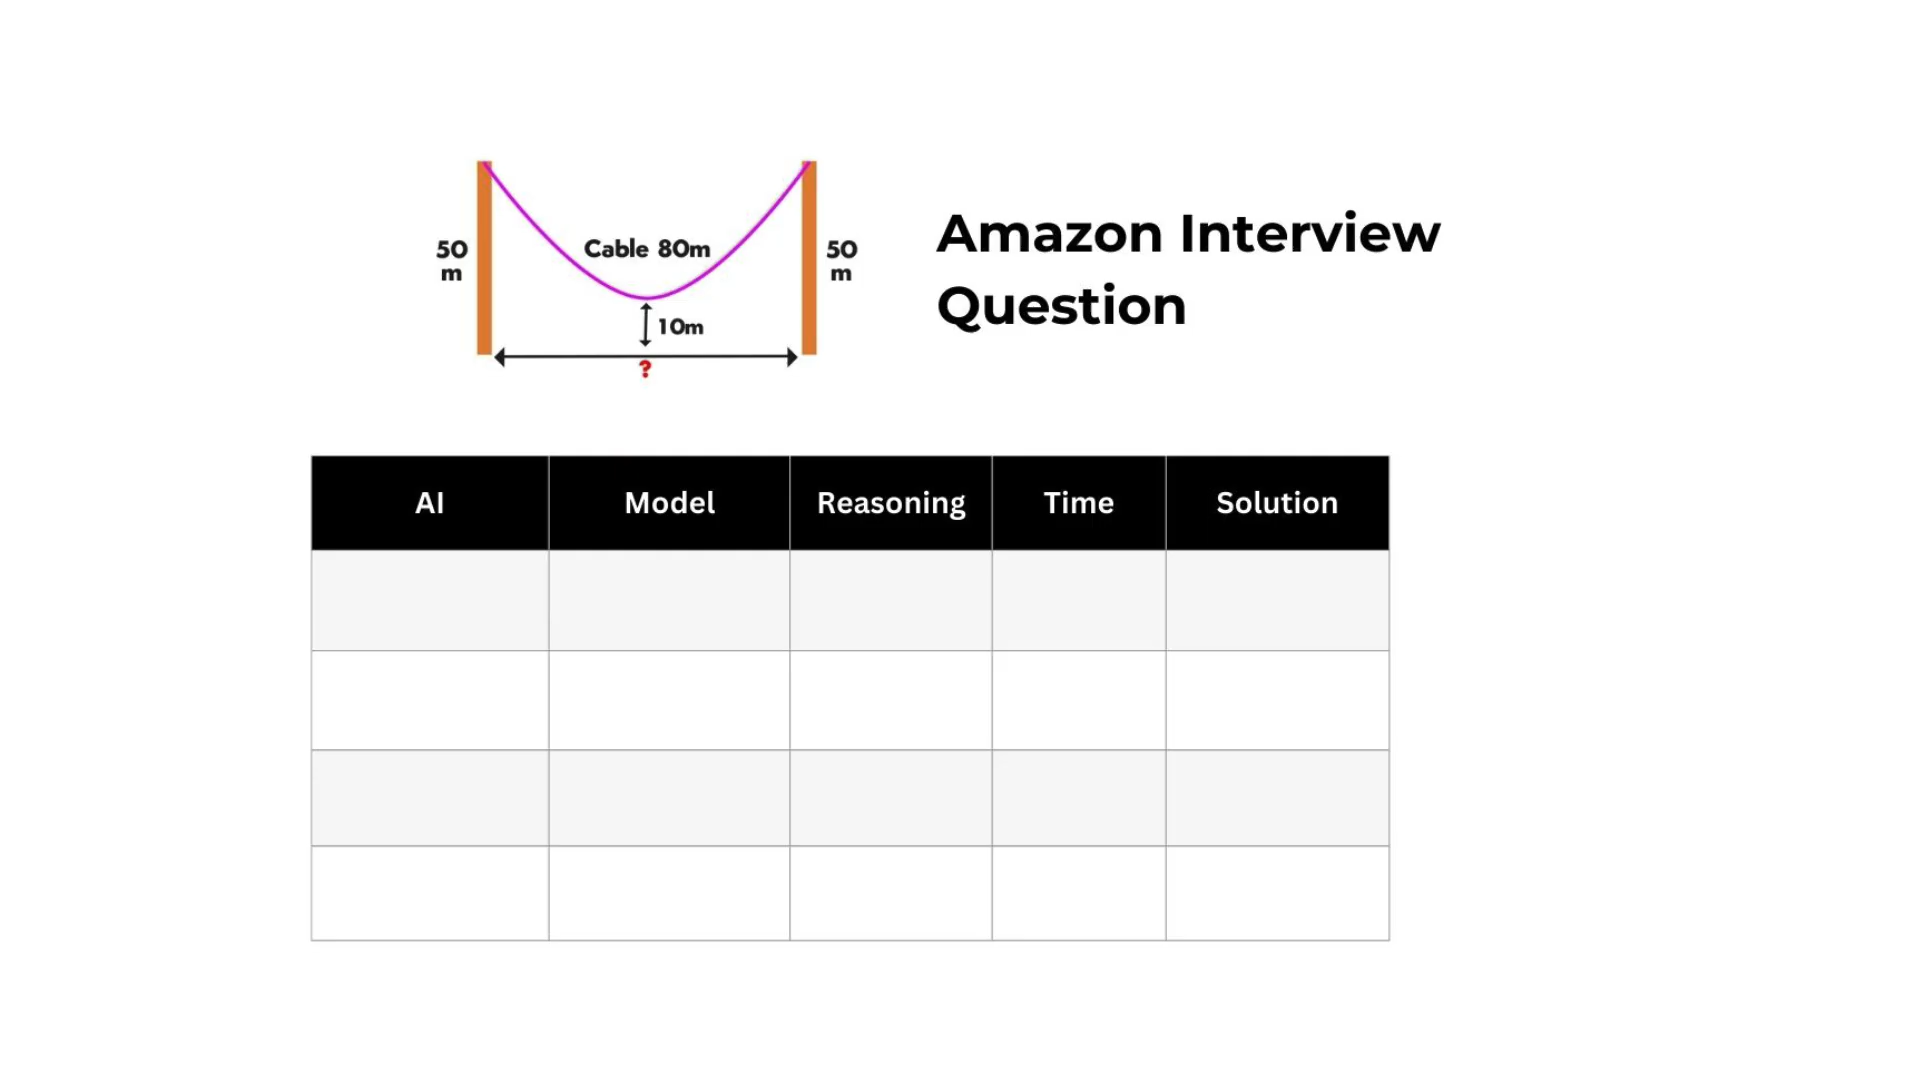 50
m
Cable 80m
50
m
10m
?
Amazon Interview
Question
AI Model Reasoning Time Solution